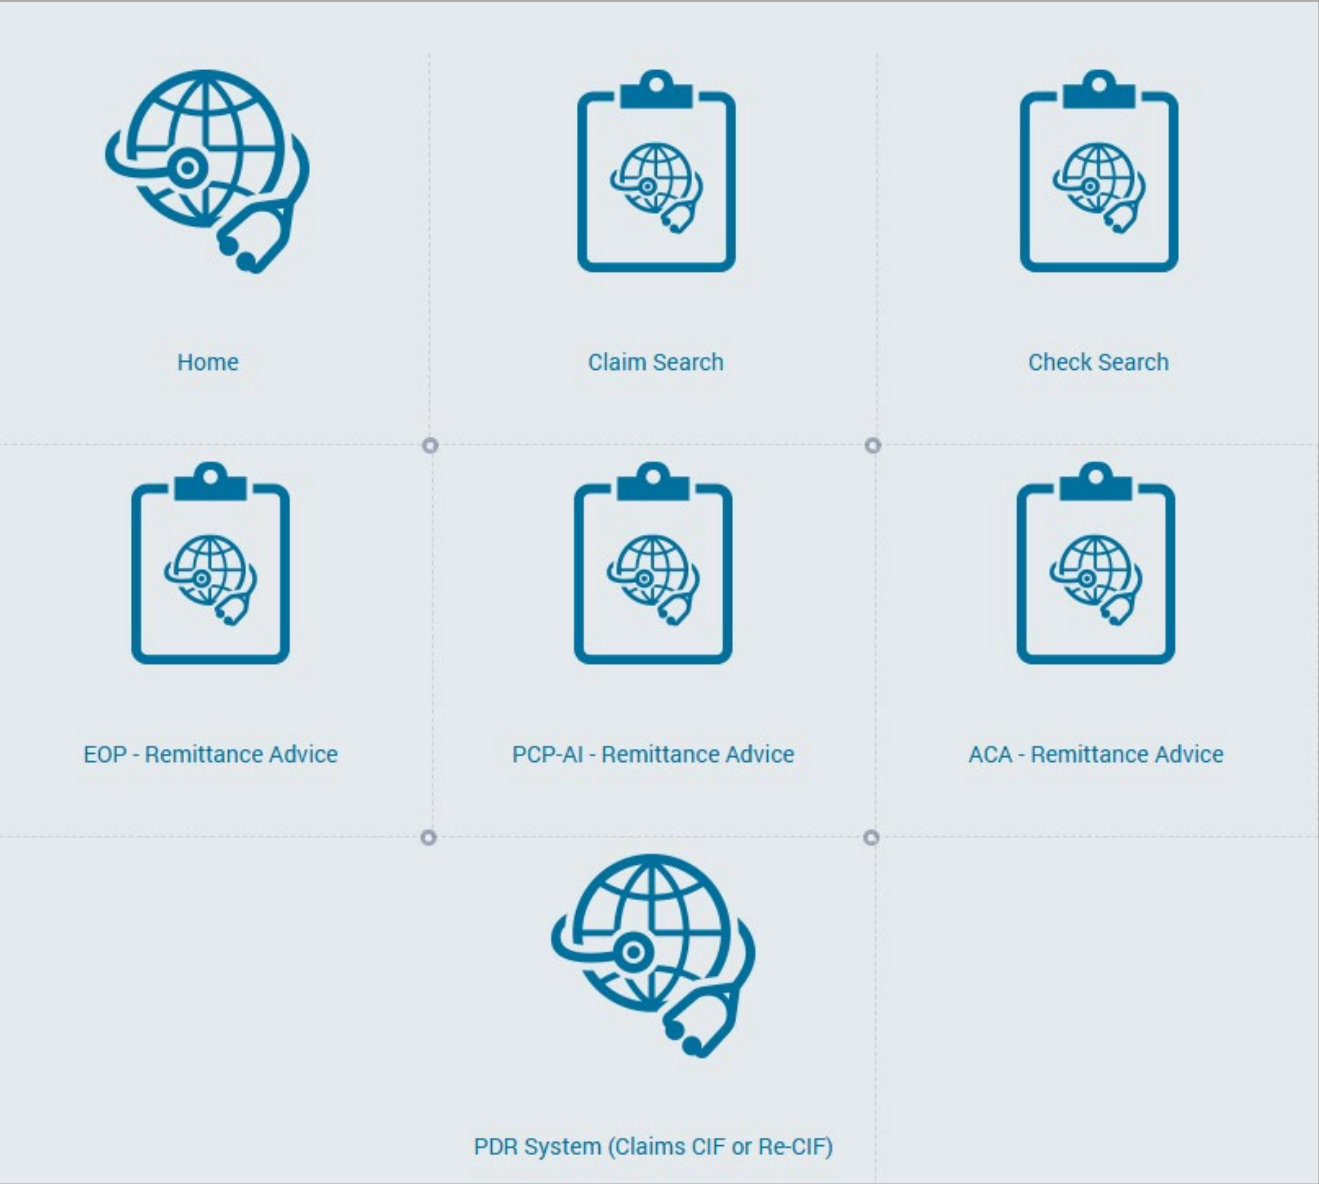 Home
Claim Search
Check Search
EOP - Remittance Advice
PCP-AI - Remittance Advice
ACA - Remittance Advice
PDR System (Claims CIF or Re-CIF)